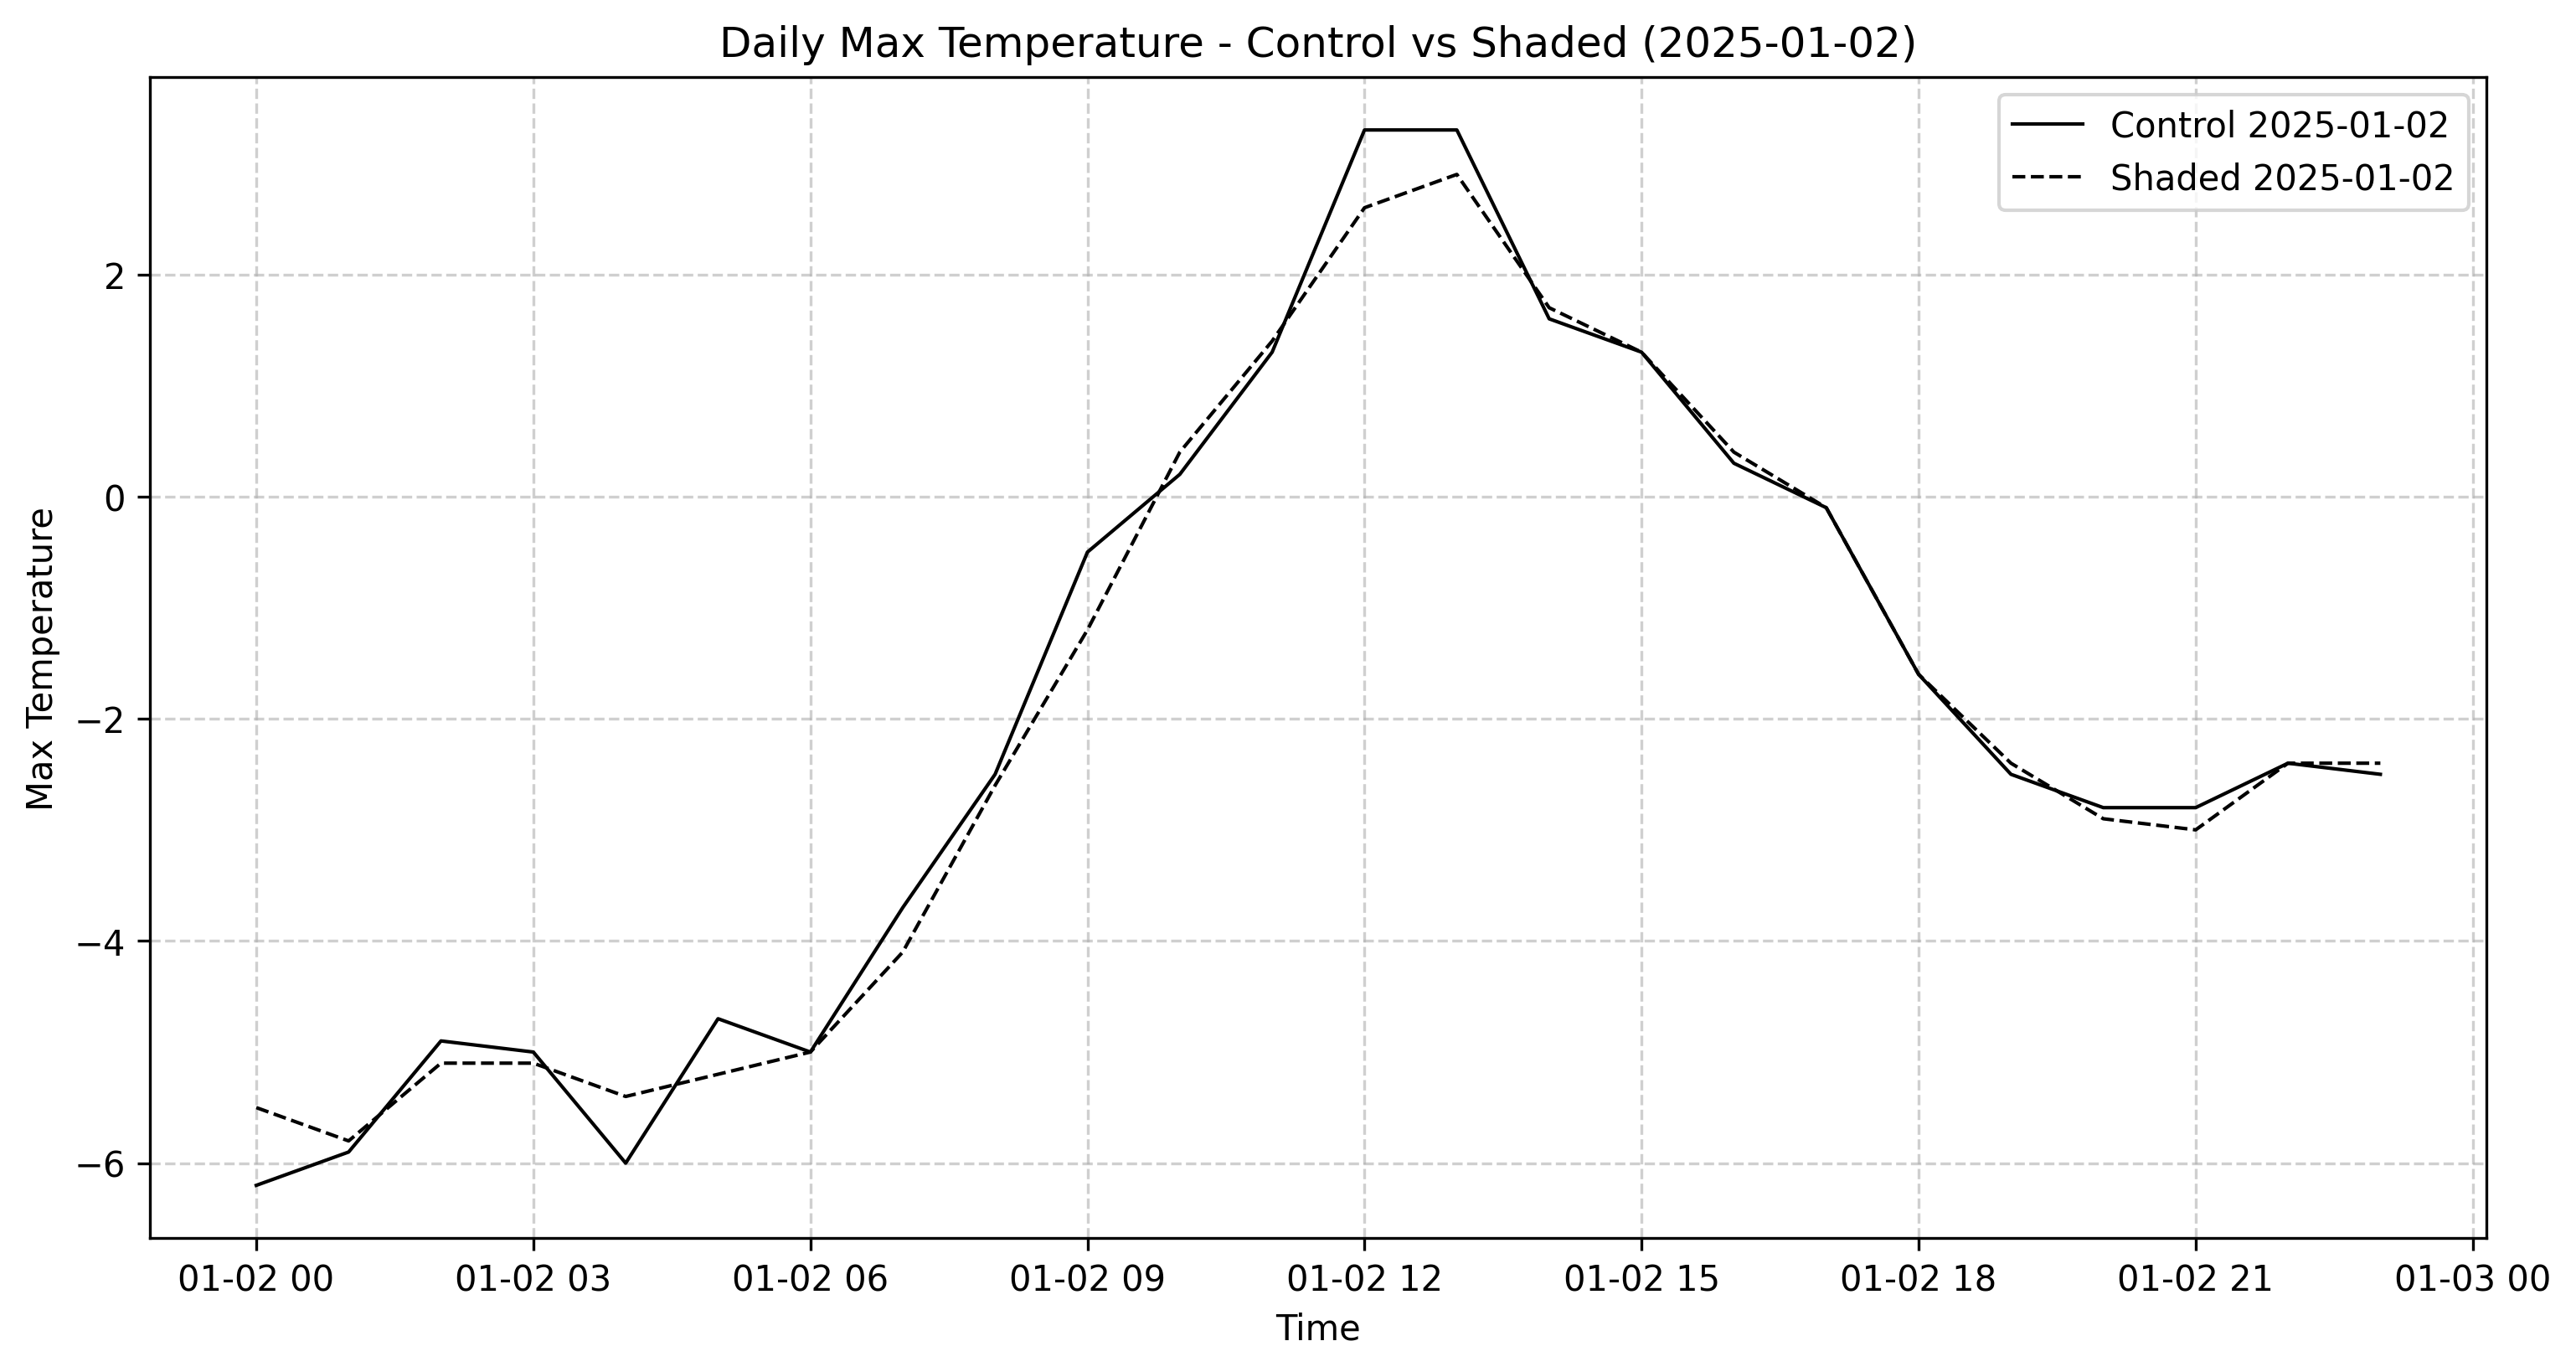 Daily Max Temperature - Control vs Shaded (2025-01-02)
Control 2025-01-02
Shaded 2025-01-02
Max Temperature
2
0
−2
−4
−6
01-02 00
01-02 03
01-02 06
01-02 09
01-02 12
01-02 15
01-02 18
01-02 21
01-03 00
Time